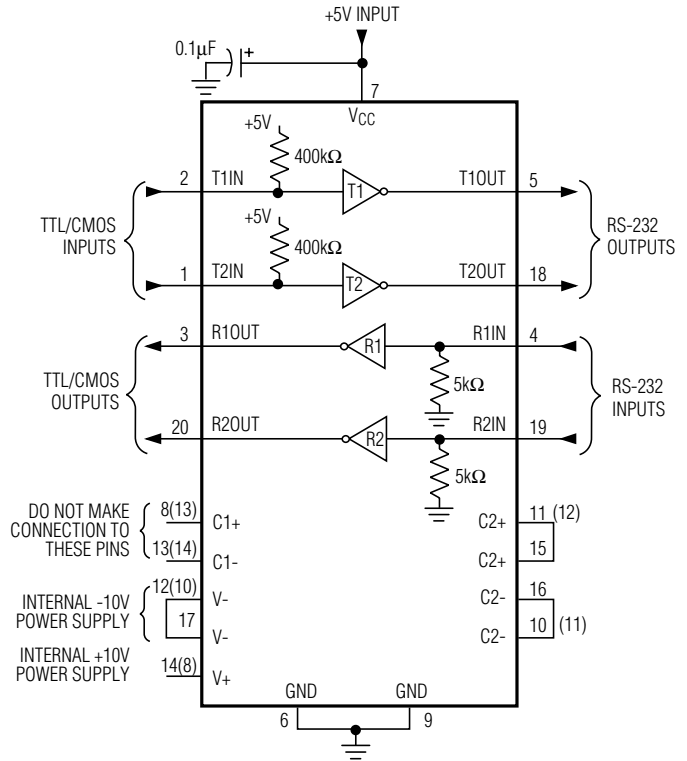 +5V INPUT
0.1μF
+
7
VCC
+5V
400kΩ
2
T1IN
T1
T1OUT
5
TTL/CMOS
INPUTS
+5V
400kΩ
RS-232
OUTPUTS
1
T2IN
T2
T2OUT
18
3
R1OUT
R1
R1IN
4
TTL/CMOS
OUTPUTS
5kΩ
RS-232
INPUTS
20
R2OUT
R2
R2IN
19
5kΩ
DO NOT MAKE
CONNECTION TO
THESE PINS
8(13)
C1+
13(14)
C1-
C2+
11 (12)
C2+
15
INTERNAL -10V
POWER SUPPLY
12(10)
V-
17
V-
C2-
16
C2-
10 (11)
INTERNAL +10V
POWER SUPPLY
14(8)
V+
GND
GND
6
9